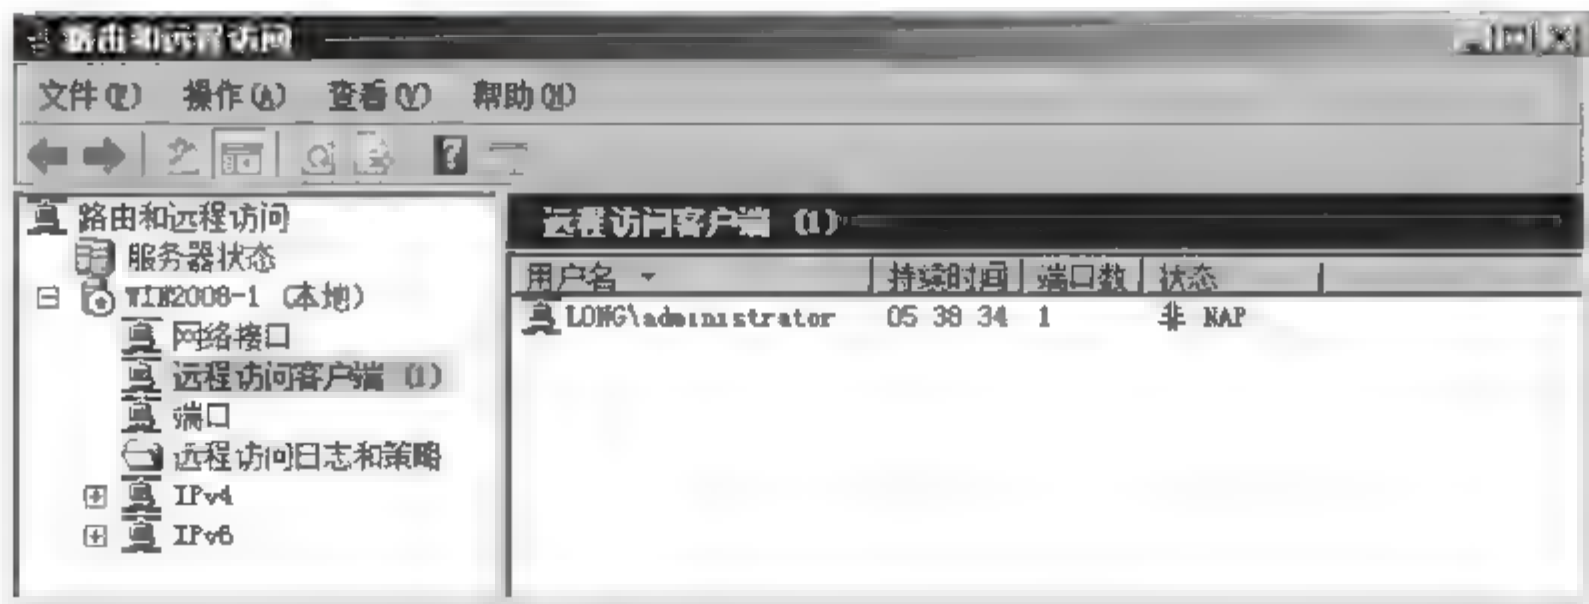 路由和远程访问
文件(F) 操作(A) 查看(V) 帮助(H)
路由和远程访问
服务器状态
WIN2008-1 (本地)
网络接口
远程访问客户端 (1)
端口
远程访问日志和策略
IPv4
IPv6
远程访问客户端 (1)
用户名 持续时间 端口数 状态
LONG\administrator 05 38 34 1 非 NAP